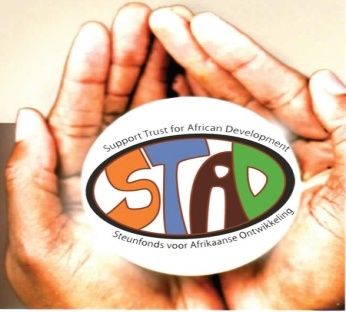 Support Trust for African Development
STAD
Steunfonds voor Afrikaanse Ontwikkeling